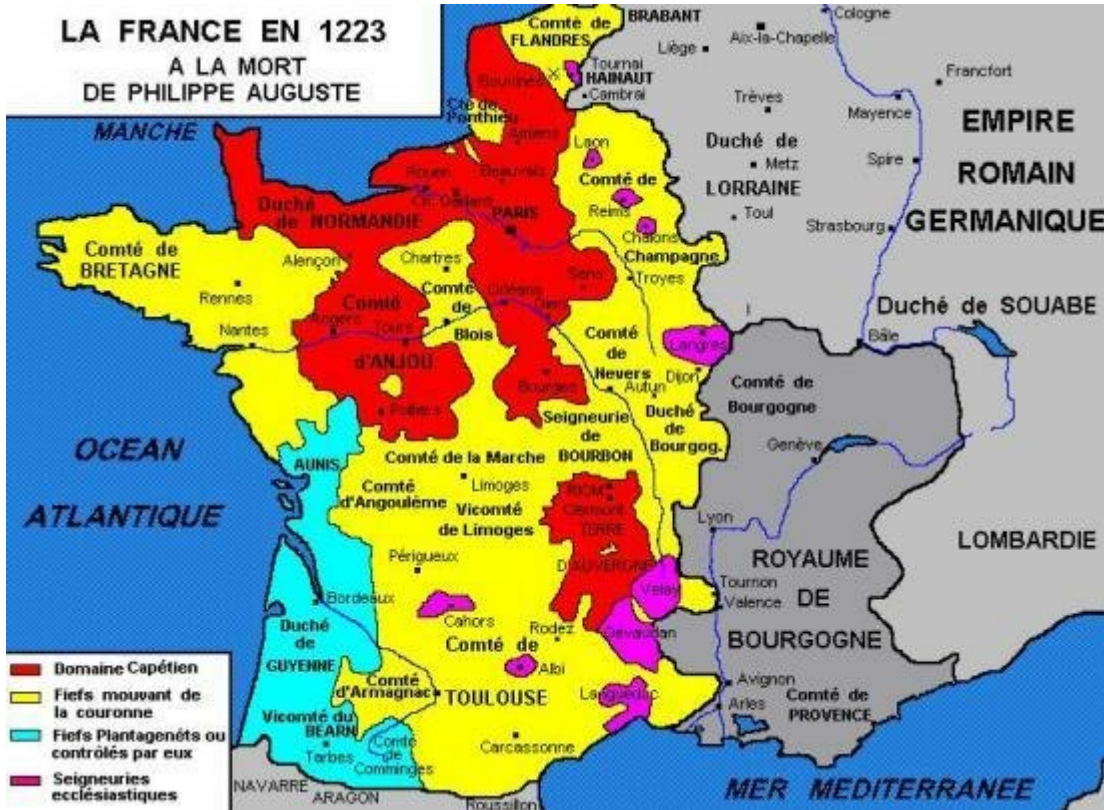 LA FRANCE EN 1223
A LA MORT
DE PHILIPPE AUGUSTE
MANCHE
OCEAN
ATLANTIQUE
MER MEDITERRANEE
Comté de
FLANDRES
BRABANT
Tournai
HAINAUT
Cambrai
Liège
Aix-la-Chapelle
Cologne
Francfort
Mayence
Trèves
Spire
EMPIRE
ROMAIN
GERMANIQUE
Duché de
LORRAINE
Metz
Toul
Strasbourg
Duché de SOUABE
Bâle
Cté de
Ponthieu
Amiens
Beauvais
Laon
Comté de
Reims
Chalons
Champagne
Troyes
Rouen
Ch. Gaillard
PARIS
Duché
de NORMANDIE
Comté de
BRETAGNE
Rennes
Nantes
Alençon
Chartres
Comté
de
Blois
Orléans
Gien
Sens
Comté
d'ANJOU
Angers
Tours
Poitiers
Bourges
Comté
de
Nevers
Autun
Langres
Dijon
Duché
de
Bourgog.
Seigneurie
de
BOURBON
Comté de
Bourgogne
Genève
Lyon
ROYAUME
DE
BOURGOGNE
LOMBARDIE
AUNIS
Comté de la Marche
Limoges
Comté
d'Angoulème
Vicomté
de Limoges
RIOM
Clermont
TERRE
D'AUVERGNE
Périgueux
Velay
Tournon
Valence
Bordeaux
Cahors
Rodez
Gévaudan
Duché
de
GUYENNE
Comté de
TOULOUSE
Albi
Comté
d'Armagnac
Languedoc
Avignon
Arles
Comté de
PROVENCE
Vicomté du
BEARN
Tarbes
Comté
de
Comminges
Carcassonne
NAVARRE
ARAGON
Roussillon
Domaine Capétien
Fiefs mouvant de
la couronne
Fiefs Plantagenéts ou
contrôlés par eux
Seigneuries
ecclésiastiques